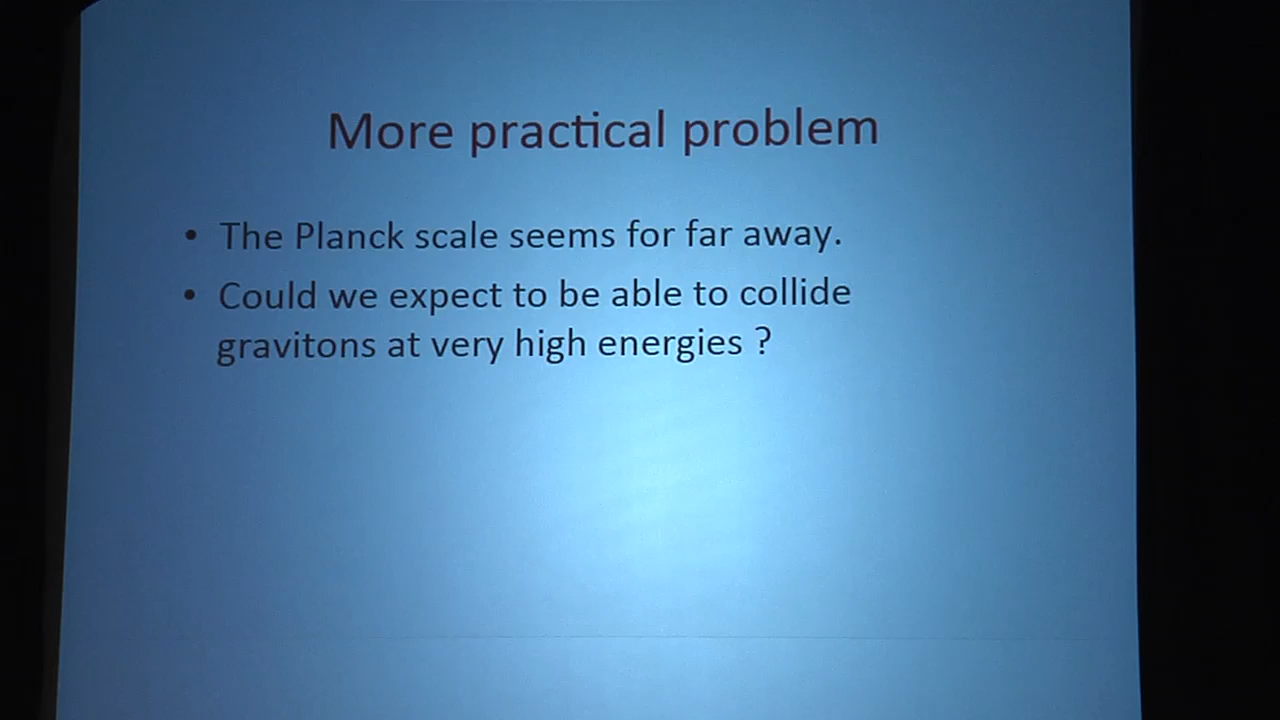 More practical problem
• The Planck scale seems for far away.
• Could we expect to be able to collide
gravitons at very high energies ?